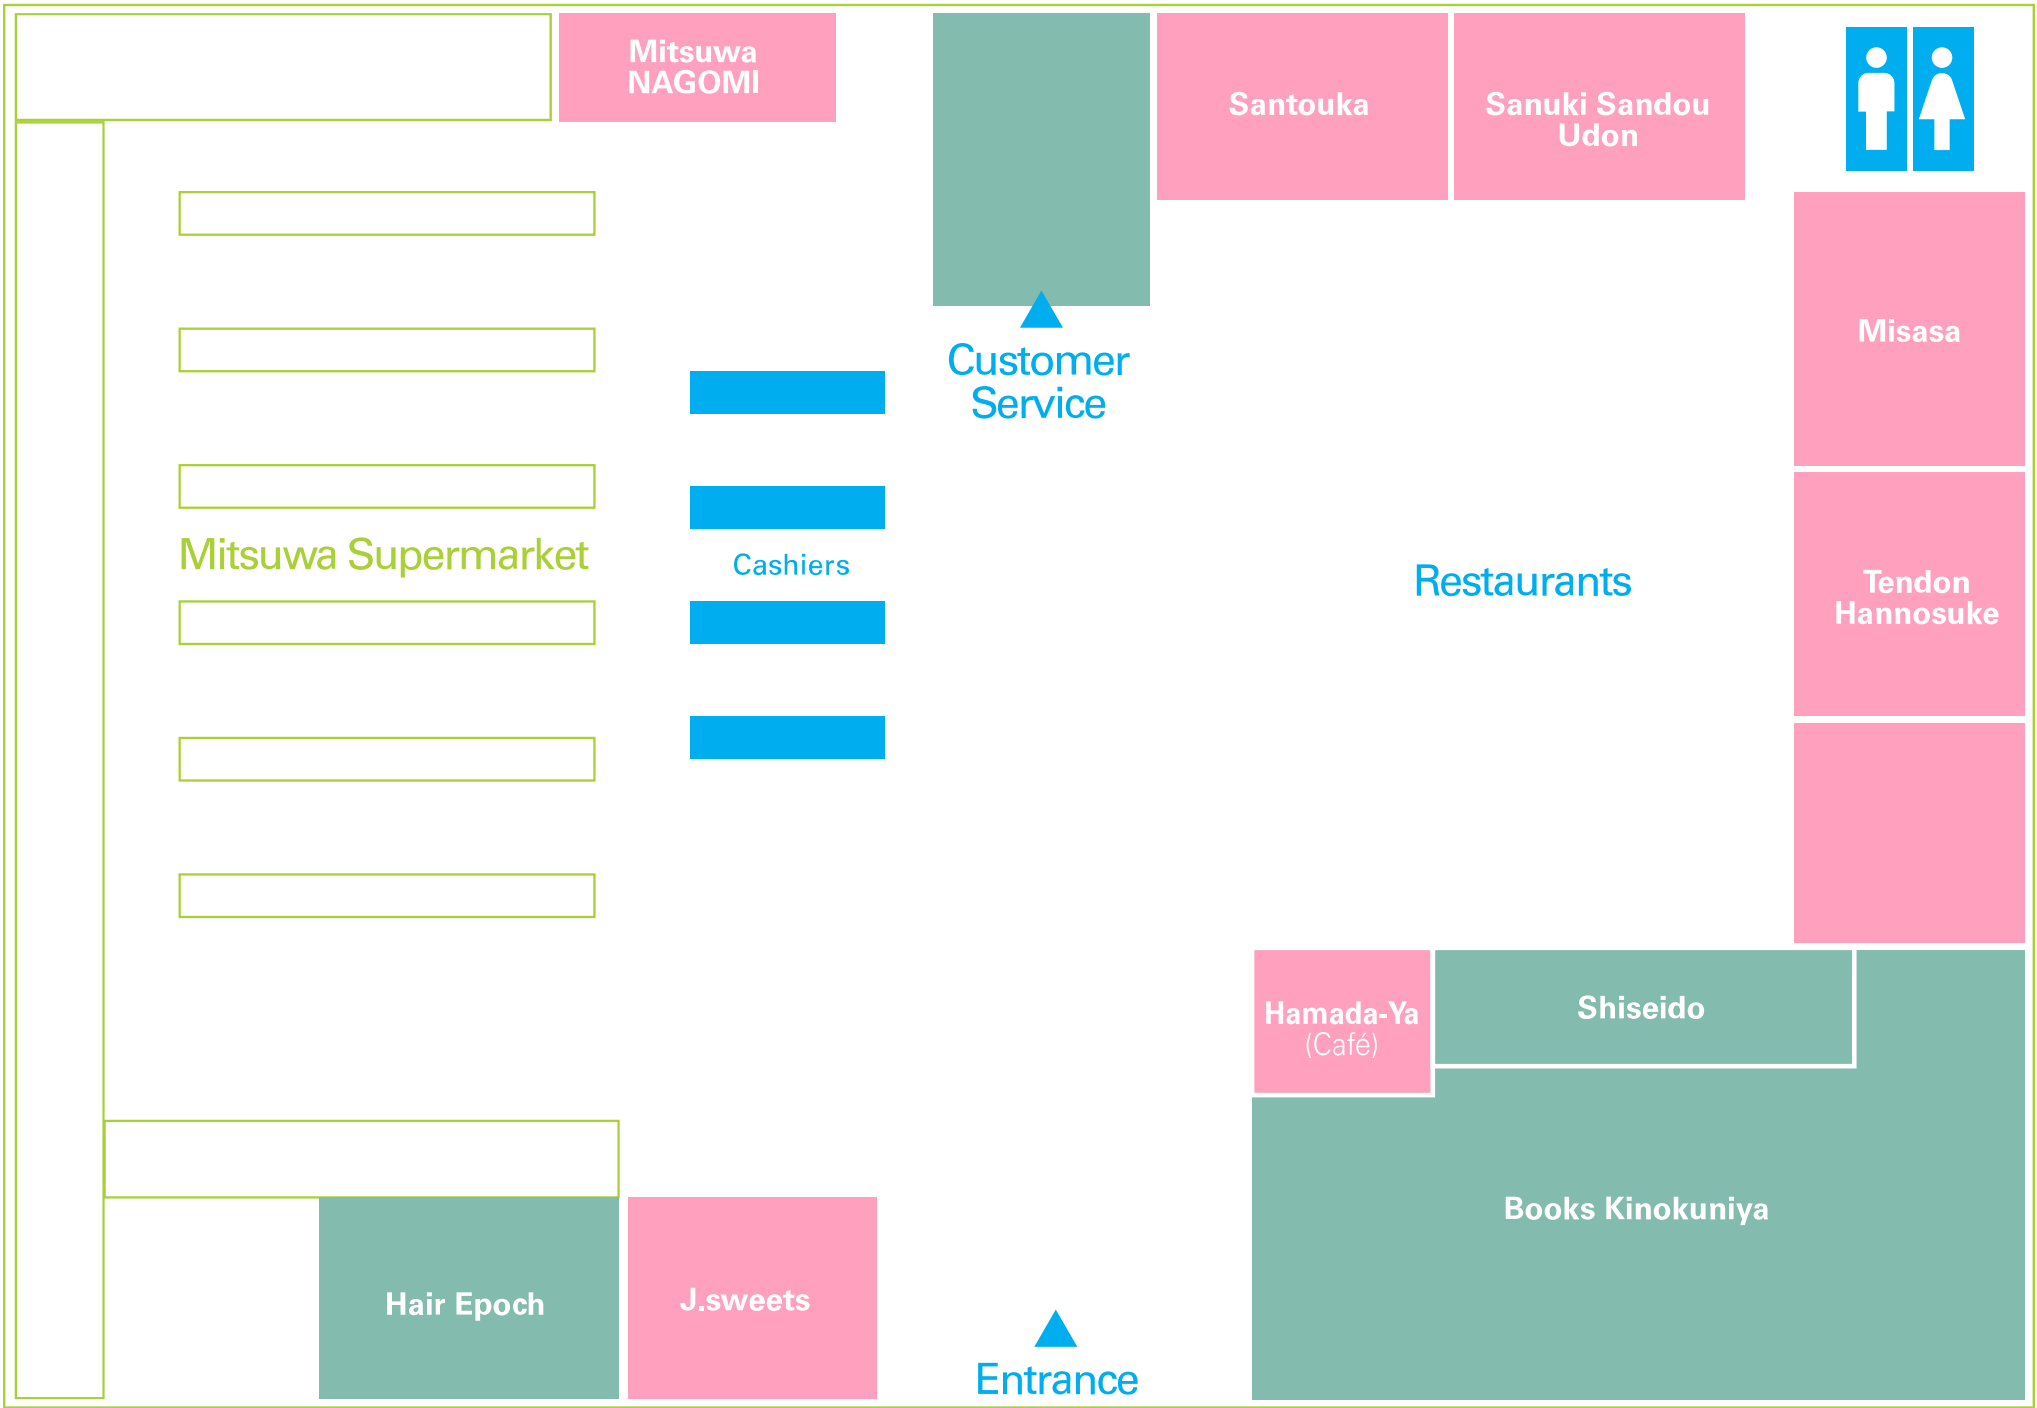 Mitsuwa
NAGOMI
Santouka
Sanuki Sandou
Udon
Misasa
Customer
Service
Mitsuwa Supermarket
Cashiers
Restaurants
Tendon
Hannosuke
Hamada-Ya
(Café)
Shiseido
Books Kinokuniya
Hair Epoch
J.sweets
Entrance